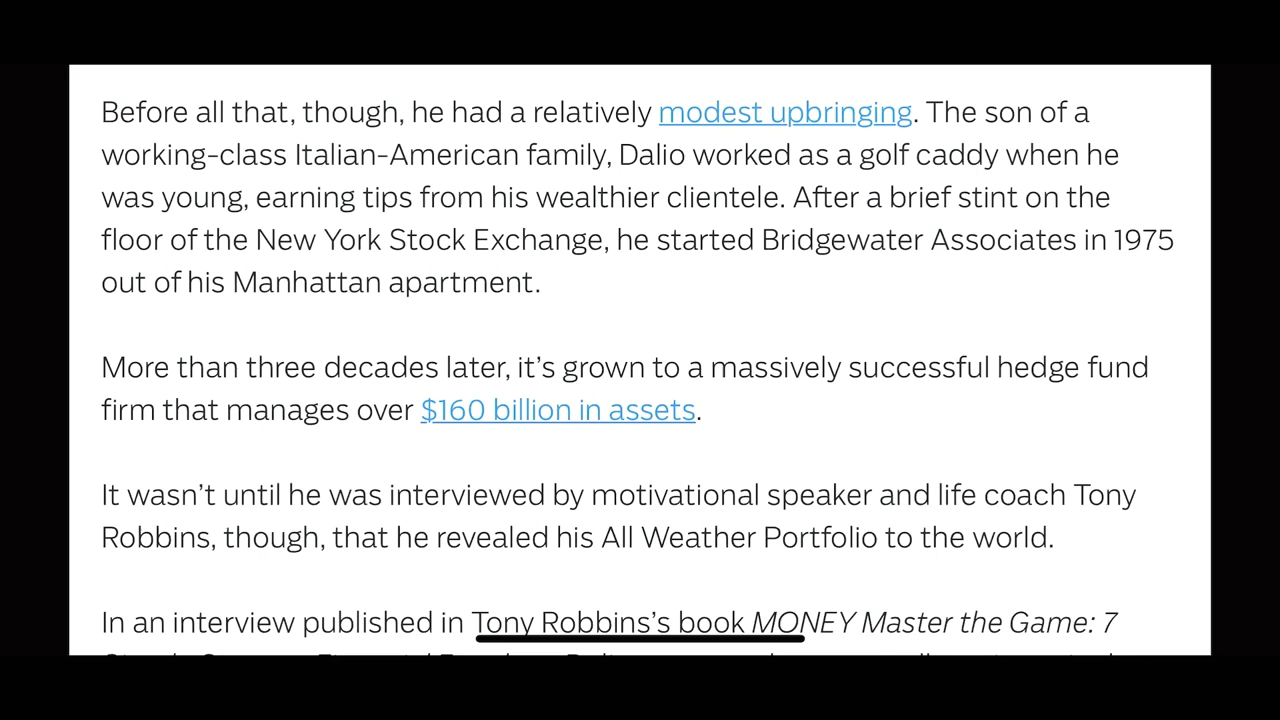 Before all that, though, he had a relatively modest upbringing. The son of a
working-class Italian-American family, Dalio worked as a golf caddy when he
was young, earning tips from his wealthier clientele. After a brief stint on the
floor of the New York Stock Exchange, he started Bridgewater Associates in 1975
out of his Manhattan apartment.
More than three decades later, it’s grown to a massively successful hedge fund
firm that manages over $160 billion in assets.
It wasn’t until he was interviewed by motivational speaker and life coach Tony
Robbins, though, that he revealed his All Weather Portfolio to the world.
In an interview published in Tony Robbins’s book MONEY Master the Game: 7